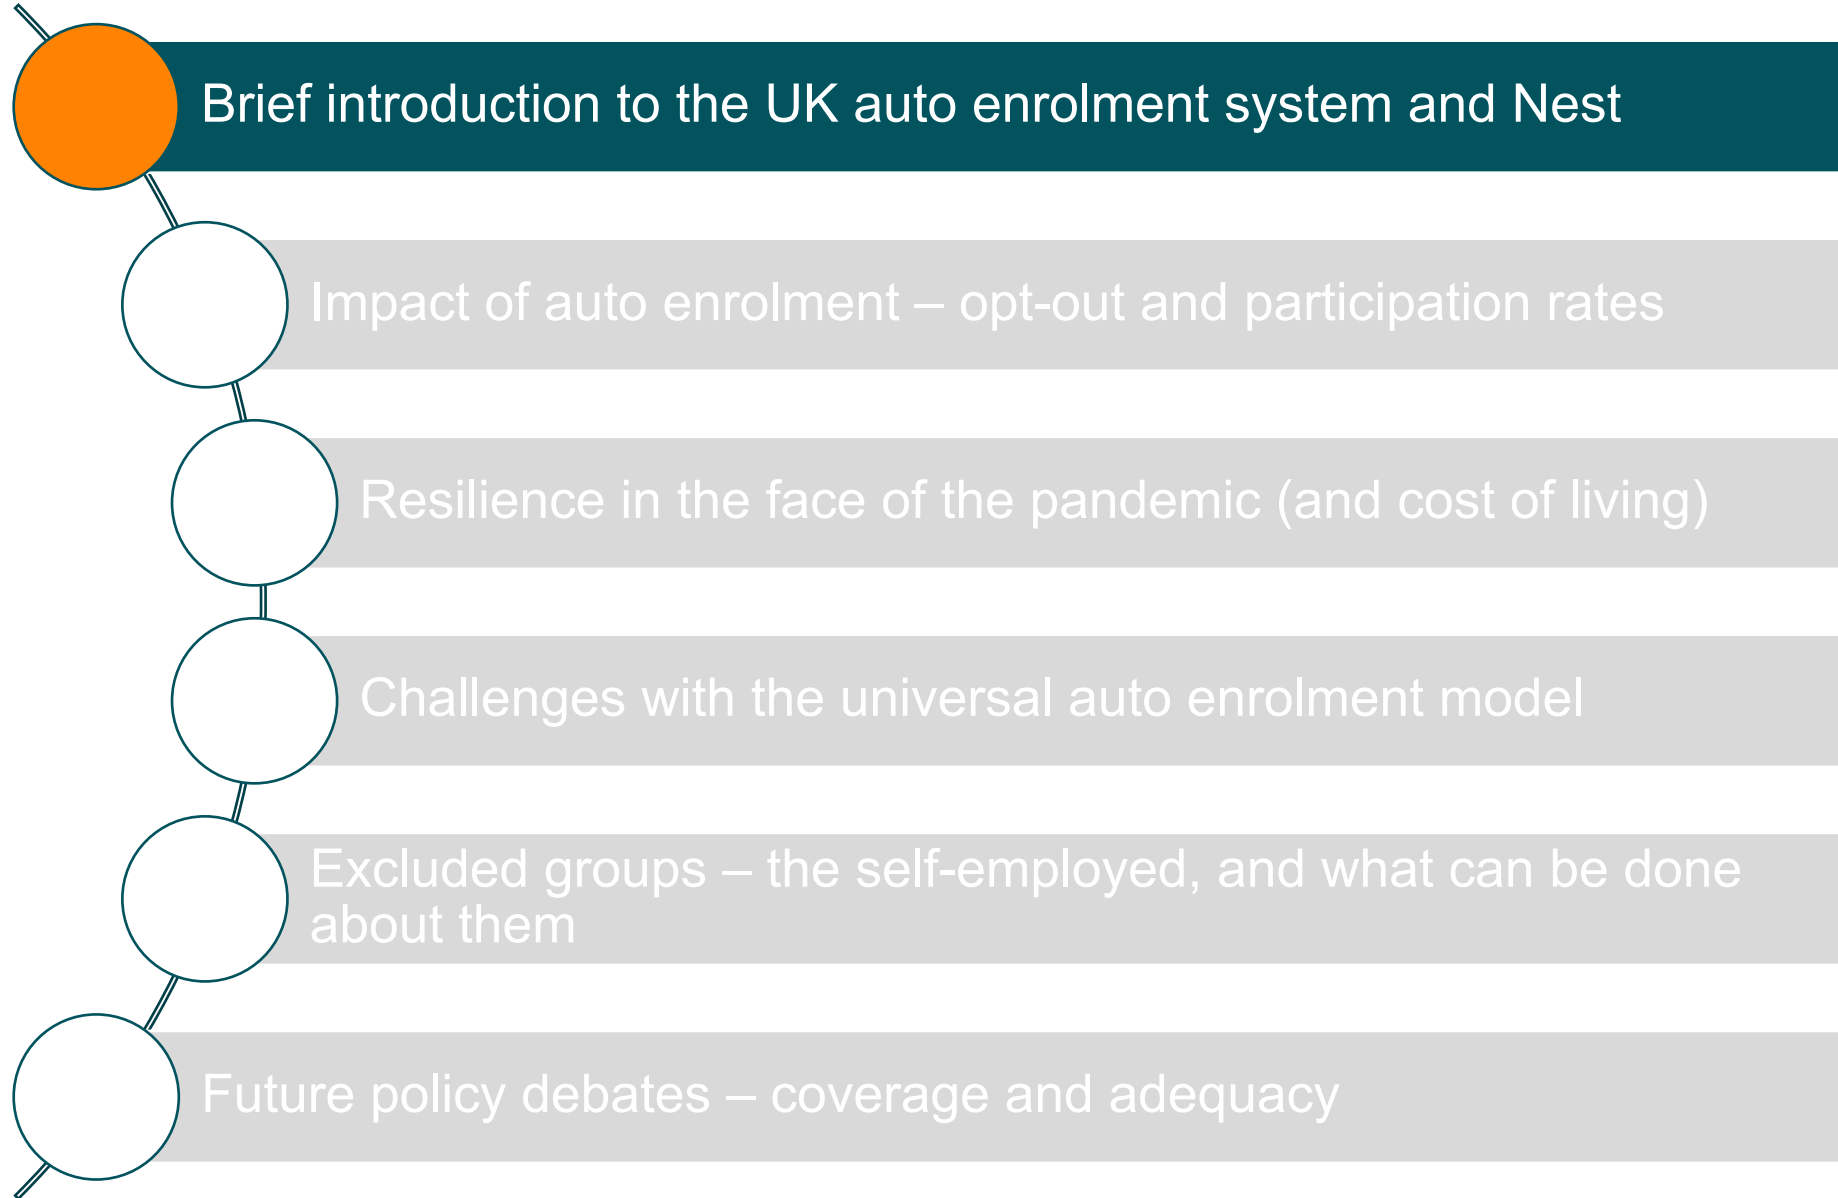 Brief introduction to the UK auto enrolment system and Nest
Impact of auto enrolment – opt-out and participation rates
Resilience in the face of the pandemic (and cost of living)
Challenges with the universal auto enrolment model
Excluded groups – the self-employed, and what can be done
about them
Future policy debates – coverage and adequacy